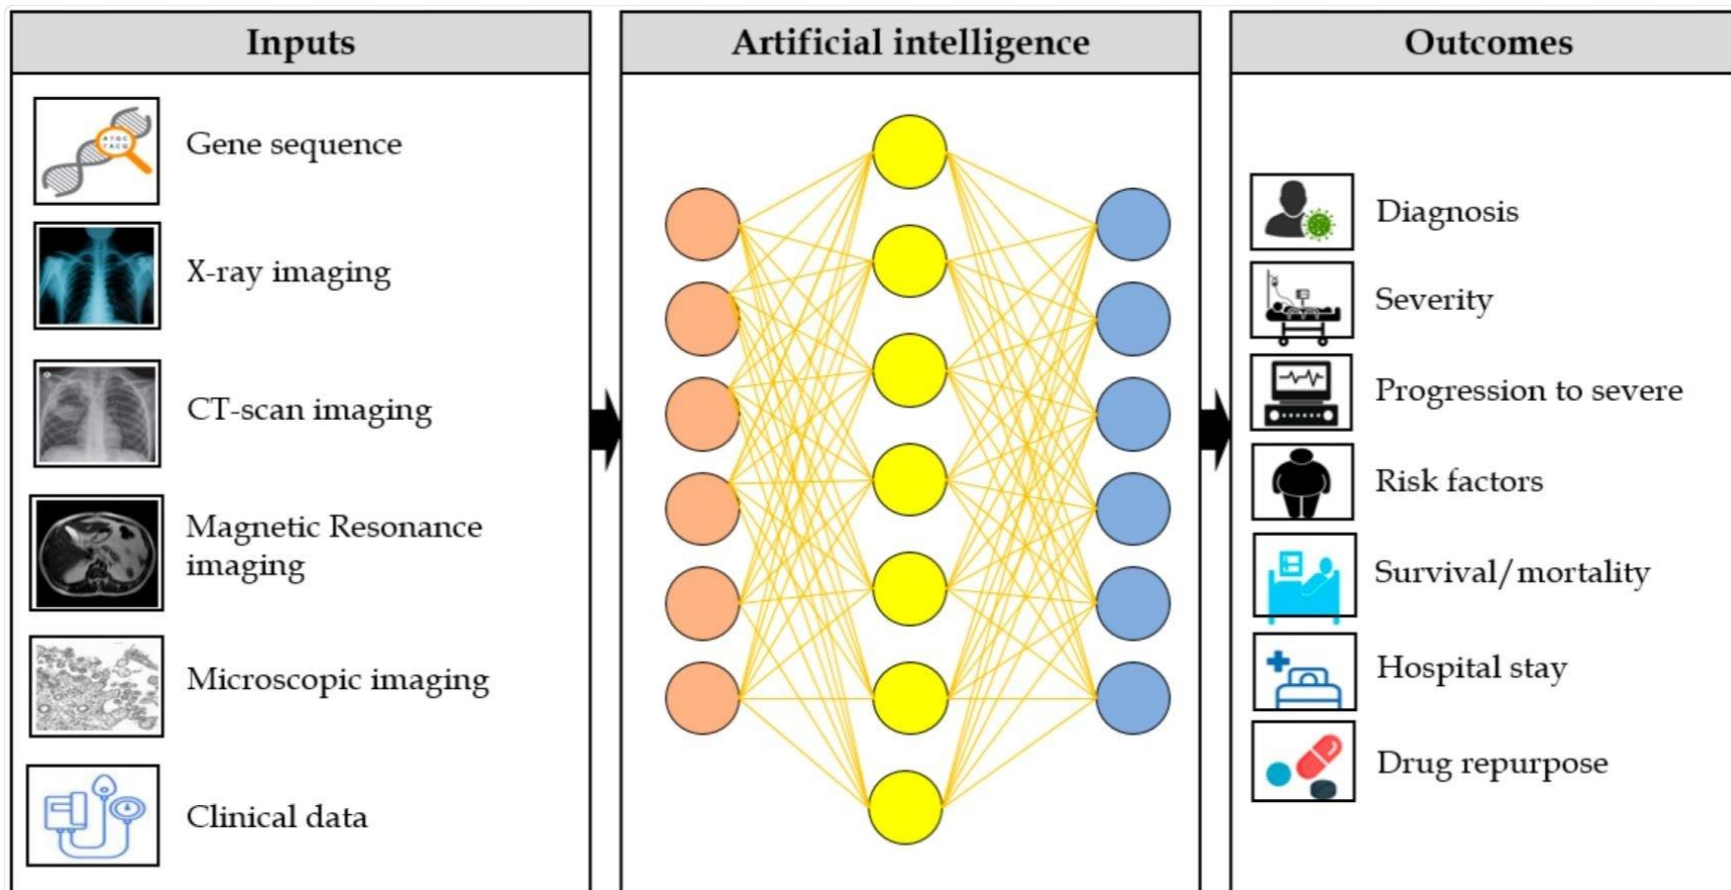 Inputs
Gene sequence
X-ray imaging
CT-scan imaging
Magnetic Resonance
imaging
Microscopic imaging
Clinical data
Artificial intelligence
Outcomes
Diagnosis
Severity
Progression to severe
Risk factors
Survival/mortality
Hospital stay
Drug repurpose